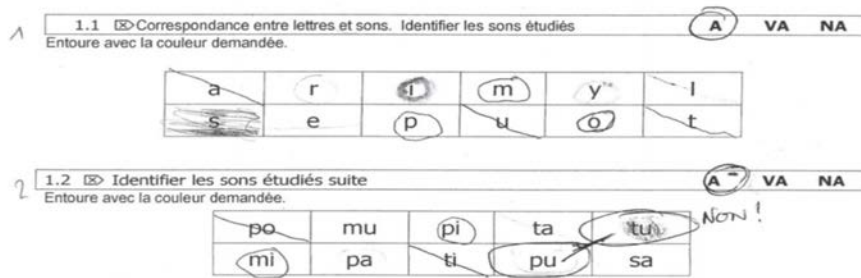 1
1.1 ⌦ Correspondance entre lettres et sons. Identifier les sons étudiés A VA NA
Entoure avec la couleur demandée.
a r i m y l
s e p u o t
2
1.2 ⌦ Identifier les sons étudiés suite A - VA NA
Entoure avec la couleur demandée.
po mu pi ta tu NON !
mi pa ti pu sa